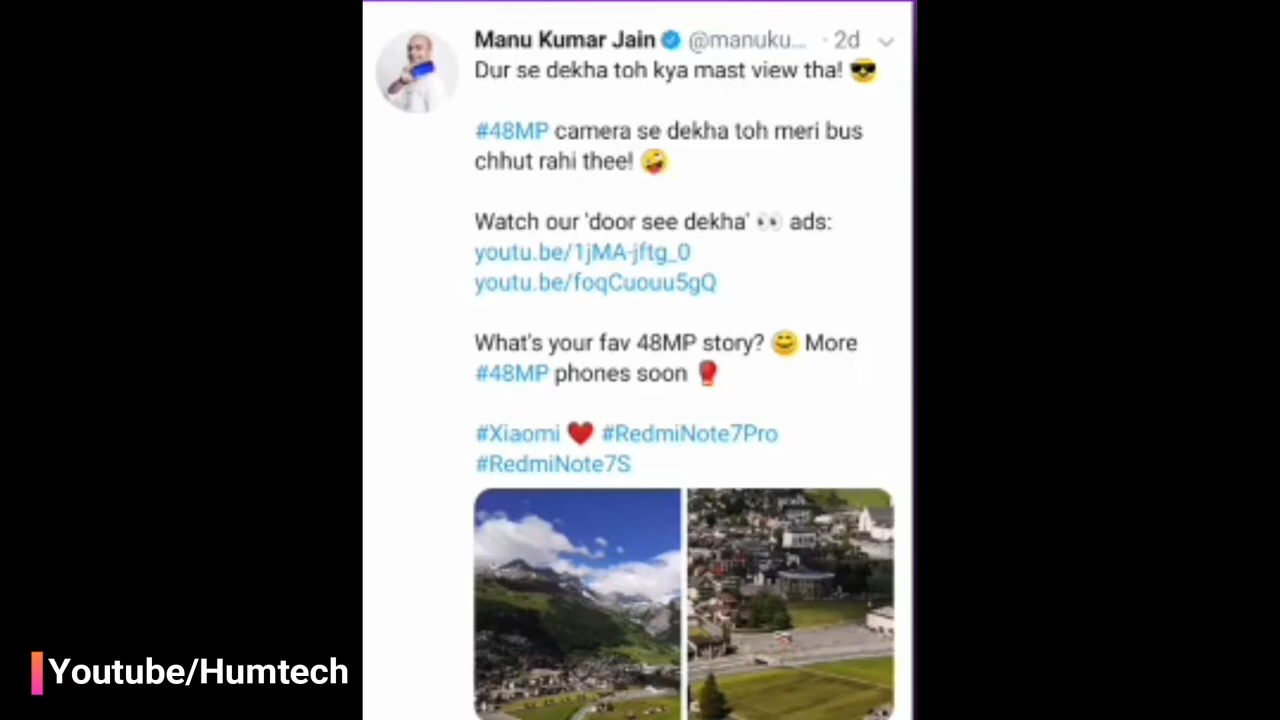 Manu Kumar Jain @manuku... · 2d
Dur se dekha toh kya mast view tha! 😎
#48MP camera se dekha toh meri bus
chhut rahi thee! 🤪
Watch our 'door see dekha' 👀 ads:
youtu.be/1jMA-jftg_0
youtu.be/foqCuouu5gQ
What's your fav 48MP story? 😄 More
#48MP phones soon 🥊
#Xiaomi ❤️ #RedmiNote7Pro
#RedmiNote7S
Youtube/Humtech